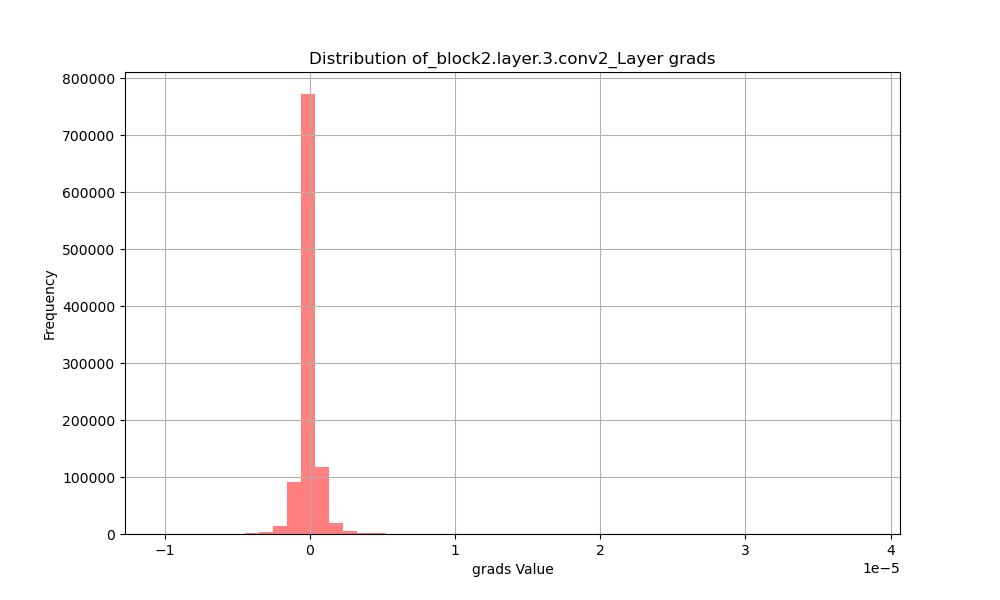 Distribution of_block2.layer.3.conv2_Layer grads
800000
700000
600000
500000
400000
300000
200000
100000
0
Frequency
−1 0 1 2 3 4
1e−5
grads Value